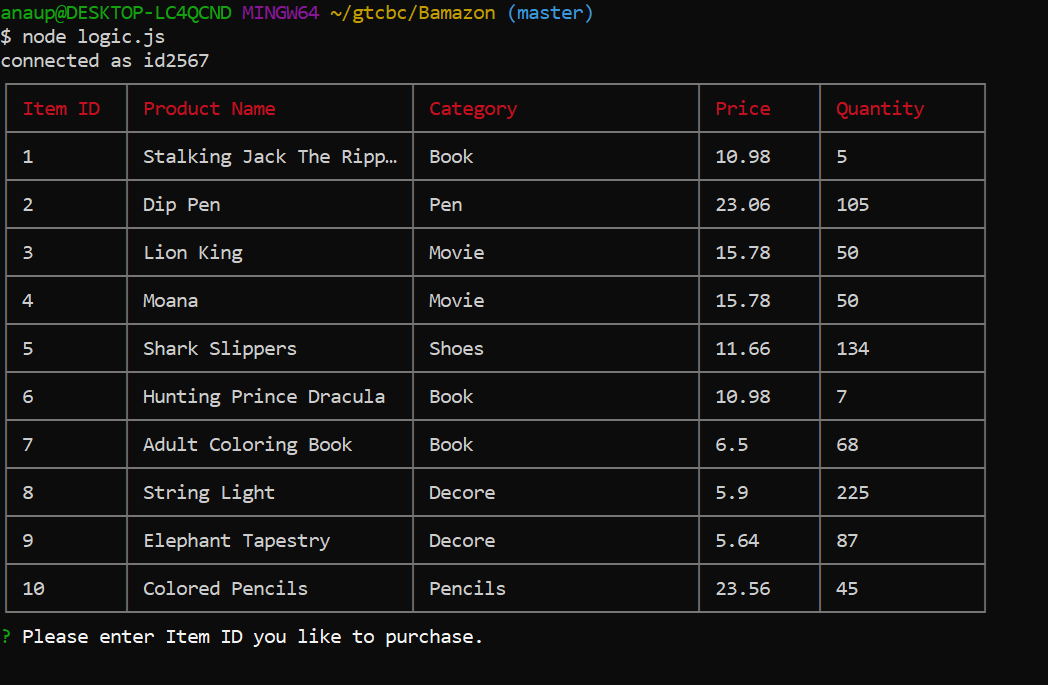 anaup@DESKTOP-LC4QCND MINGW64 ~/gtcbc/Bamazon (master)
$ node logic.js
connected as id2567
Item ID Product Name Category Price Quantity
1 Stalking Jack The Ripp… Book 10.98 5
2 Dip Pen Pen 23.06 105
3 Lion King Movie 15.78 50
4 Moana Movie 15.78 50
5 Shark Slippers Shoes 11.66 134
6 Hunting Prince Dracula Book 10.98 7
7 Adult Coloring Book Book 6.5 68
8 String Light Decore 5.9 225
9 Elephant Tapestry Decore 5.64 87
10 Colored Pencils Pencils 23.56 45
? Please enter Item ID you like to purchase.